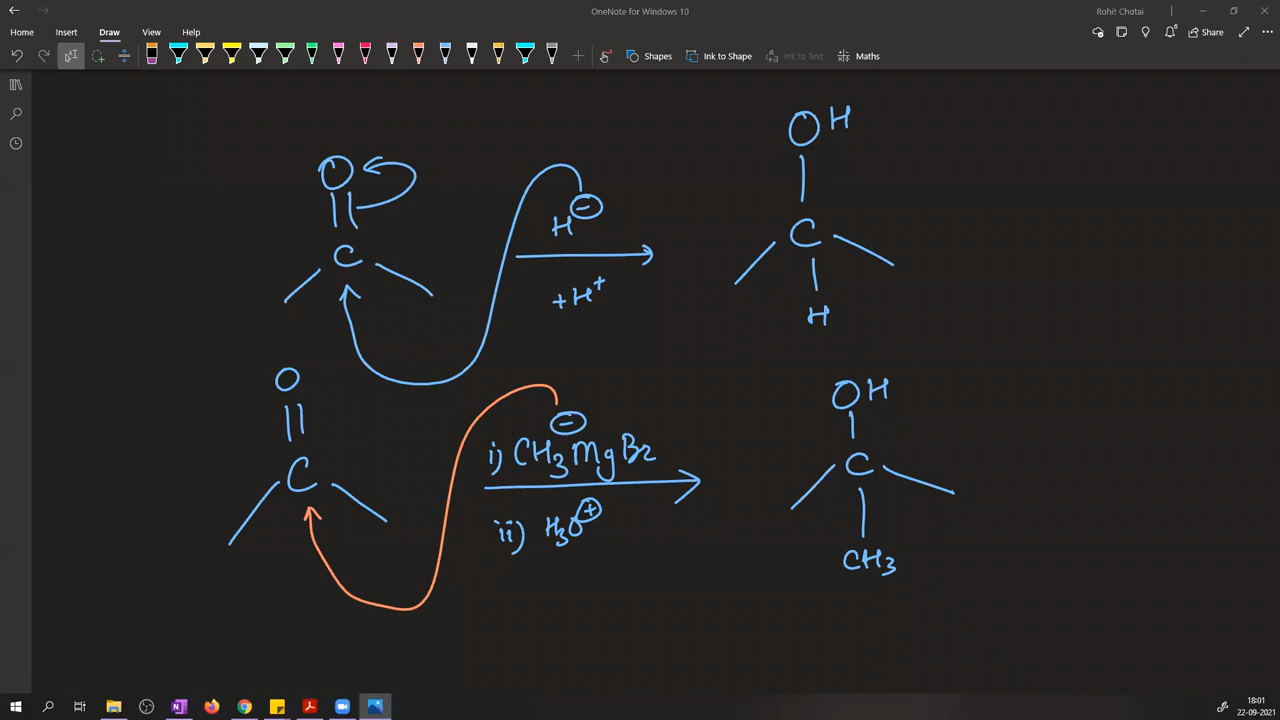 OneNote for Windows 10
Rohit Chatai
Home Insert Draw View Help
Share
Shapes Ink to Shape Ink to Text Maths
O
C
H⊖
+H⁺
OH
C
H
O
C
⊖
i) CH3MgBr
ii) H3O⊕
OH
C
CH3
18:01
22-09-2021